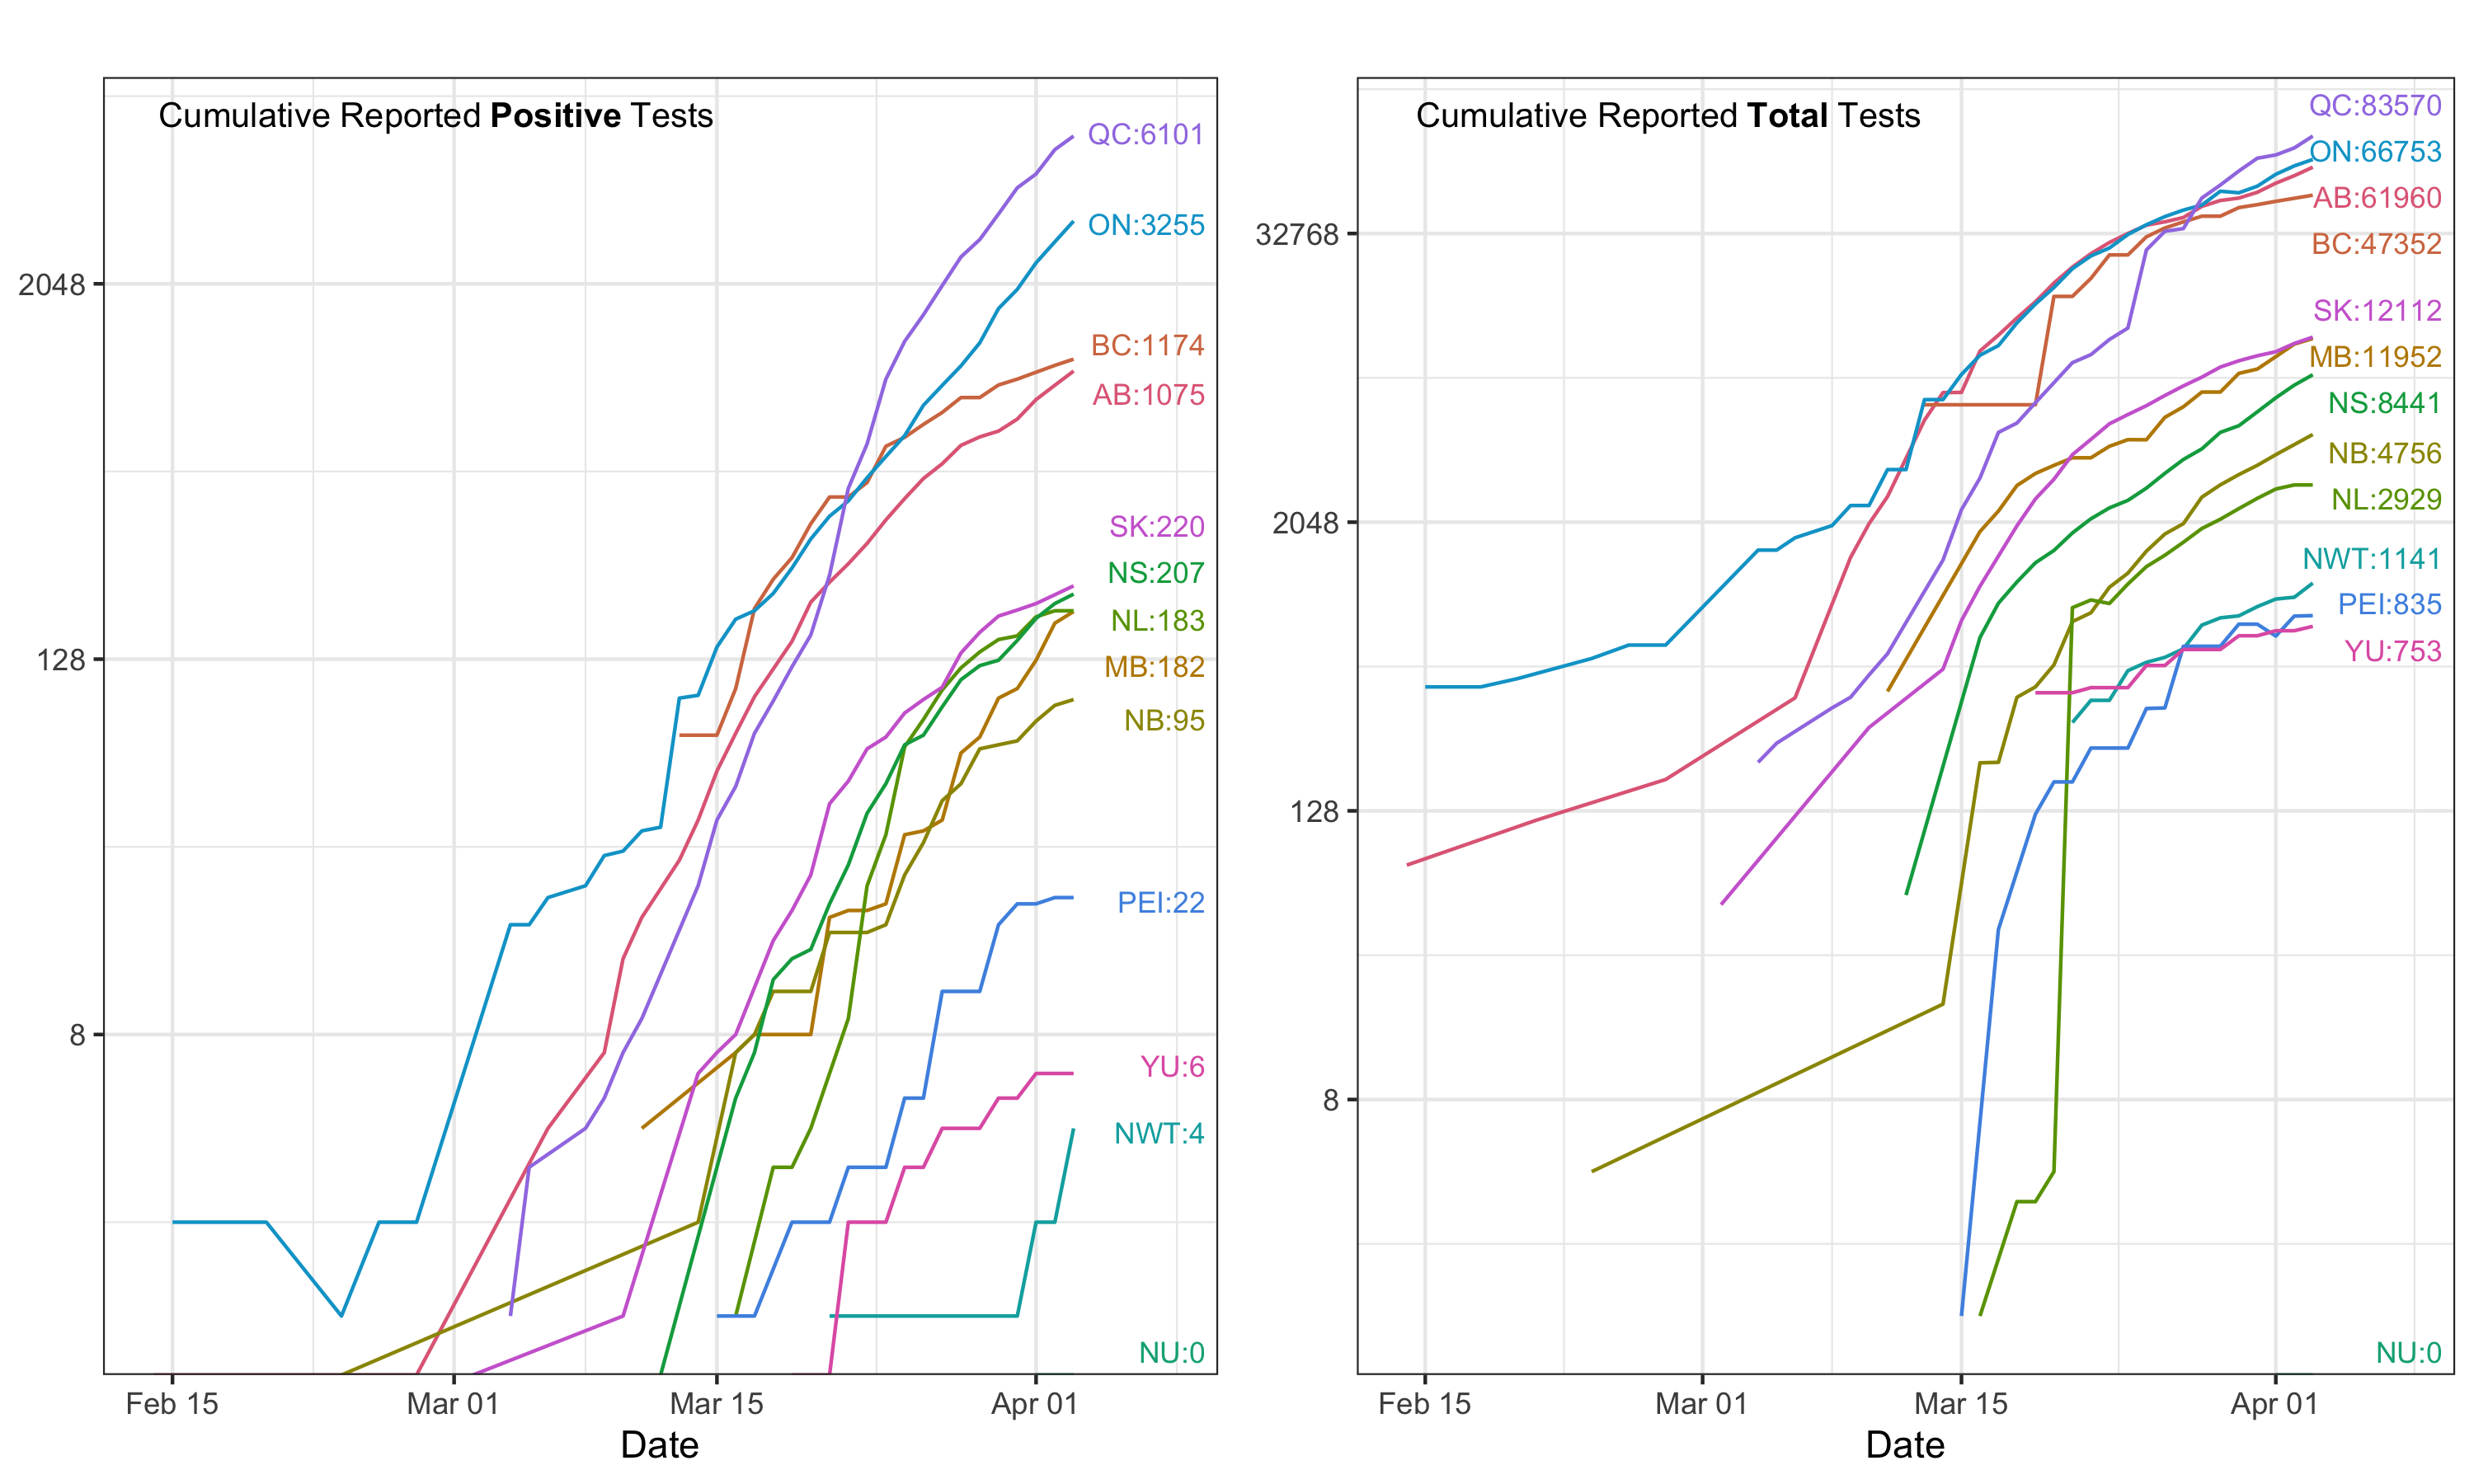 Cumulative Reported Positive Tests
QC:6101
ON:3255
2048
BC:1174
AB:1075
SK:220
NS:207
NL:183
128
MB:182
NB:95
PEI:22
8
YU:6
NWT:4
NU:0
Feb 15
Mar 01
Mar 15
Apr 01
Date
Cumulative Reported Total Tests
QC:83570
ON:66753
AB:61960
32768
BC:47352
SK:12112
MB:11952
NS:8441
NB:4756
NL:2929
2048
NWT:1141
PEI:835
YU:753
128
8
NU:0
Feb 15
Mar 01
Mar 15
Apr 01
Date